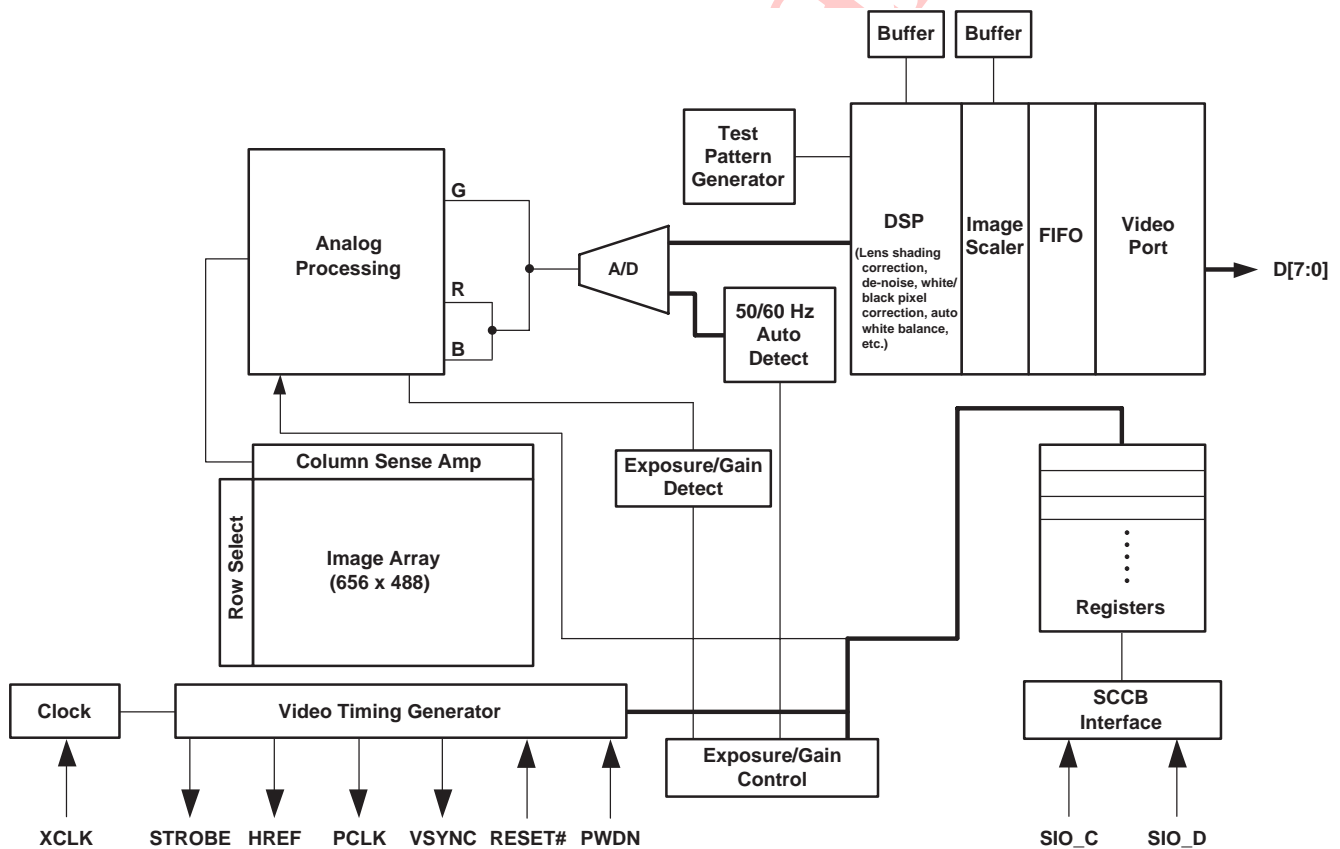 Buffer
Buffer
Test
Pattern
Generator
G
Analog
Processing
R
B
A/D
DSP
(Lens shading
correction,
de-noise, white/
black pixel
correction, auto
white balance,
etc.)
Image
Scaler
FIFO
Video
Port
D[7:0]
50/60 Hz
Auto
Detect
Column Sense Amp
Exposure/Gain
Detect
Row Select
Image Array
(656 x 488)
Registers
Clock
Video Timing Generator
SCCB
Interface
Exposure/Gain
Control
XCLK
STROBE
HREF
PCLK
VSYNC
RESET#
PWDN
SIO_C
SIO_D